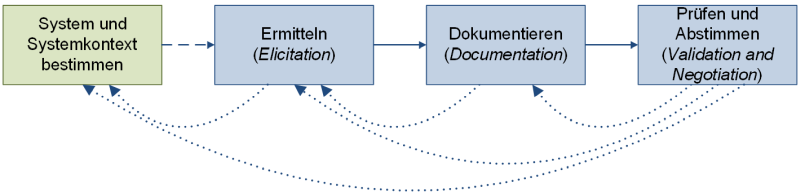 System und
Systemkontext
bestimmen
Ermitteln
(Elicitation)
Dokumentieren
(Documentation)
Prüfen und
Abstimmen
(Validation and
Negotiation)